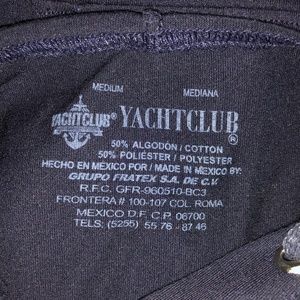 MEDIUM MEDIANA
YACHTCLUB® YACHTCLUB®
50% ALGODÓN / COTTON
50% POLIÉSTER / POLYESTER
HECHO EN MÉXICO POR / MADE IN MEXICO BY:
GRUPO FRATEX S.A. DE C.V.
R.F.C. GFR-960510-BC3
FRONTERA # 100-107 COL. ROMA
MEXICO D.F. C.P. 06700
TELS: (5255) 55 76 - 87 46